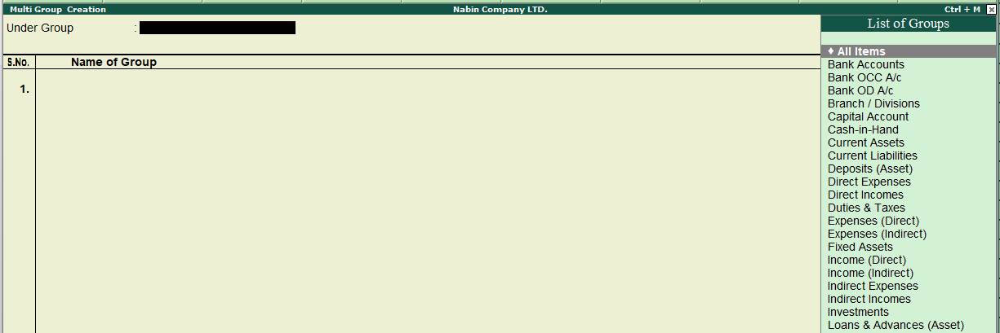 Multi Group Creation Nabin Company LTD. Ctrl + M
Under Group :
List of Groups
S.No. Name of Group
1.
♦ All Items
Bank Accounts
Bank OCC A/c
Bank OD A/c
Branch / Divisions
Capital Account
Cash-in-Hand
Current Assets
Current Liabilities
Deposits (Asset)
Direct Expenses
Direct Incomes
Duties & Taxes
Expenses (Direct)
Expenses (Indirect)
Fixed Assets
Income (Direct)
Income (Indirect)
Indirect Expenses
Indirect Incomes
Investments
Loans & Advances (Asset)